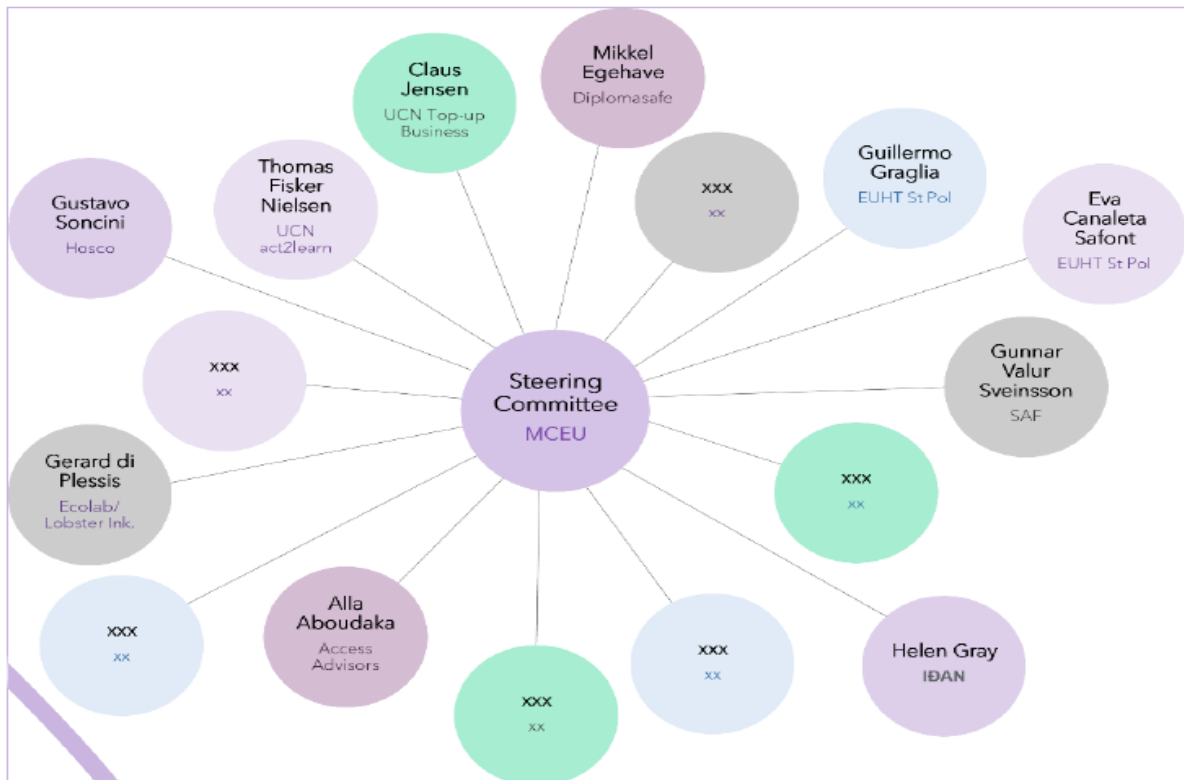 Mikkel
Egehave
Diplomasafe
Claus
Jensen
UCN Top-up
Business
Guillermo
Graglia
EUHT St Pol
Thomas
Fisker
Nielsen
UCN
act2learn
xxx
xx
Eva
Canaleta
Safont
EUHT St Pol
Gustavo
Soncini
Hosco
Gunnar
Valur
Sveinsson
SAF
xxx
xx
Steering
Committee
MCEU
Gerard di
Plessis
Ecolab/
Lobster Ink.
xxx
xx
xxx
xx
Alla
Aboudaka
Access
Advisors
xxx
xx
xxx
xx
Helen Gray
IÐAN